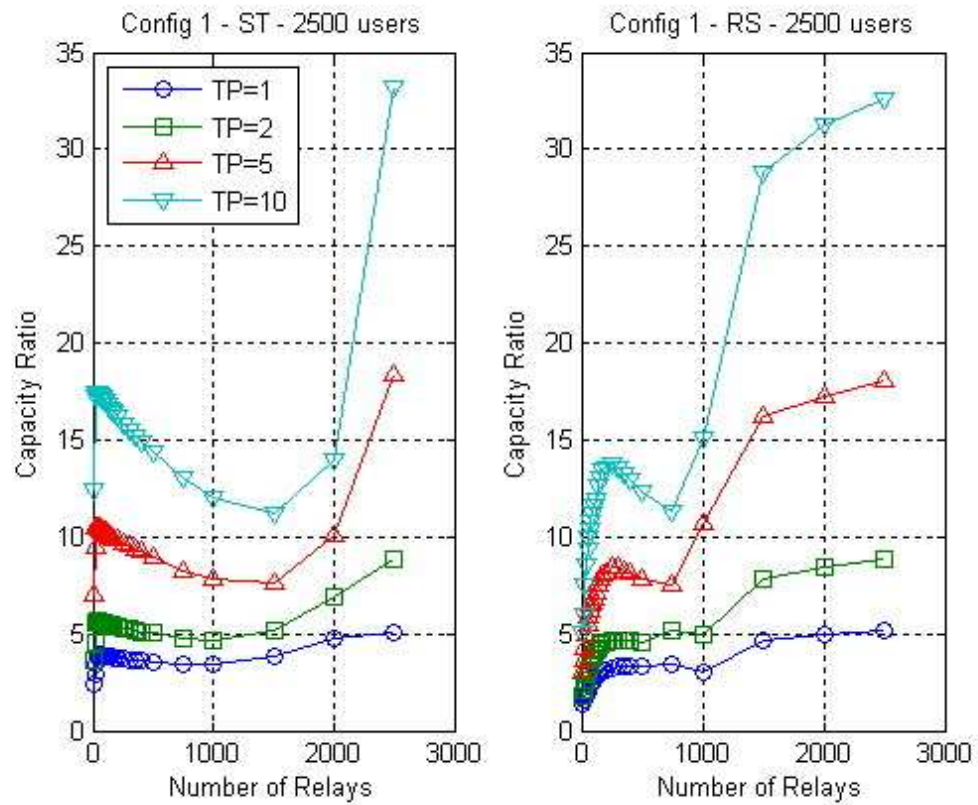 Config 1 - ST - 2500 users
35
30
25
20
15
10
5
0
0 1000 2000 3000
Capacity Ratio
Number of Relays
TP=1
TP=2
TP=5
TP=10
Config 1 - RS - 2500 users
35
30
25
20
15
10
5
0
0 1000 2000 3000
Capacity Ratio
Number of Relays